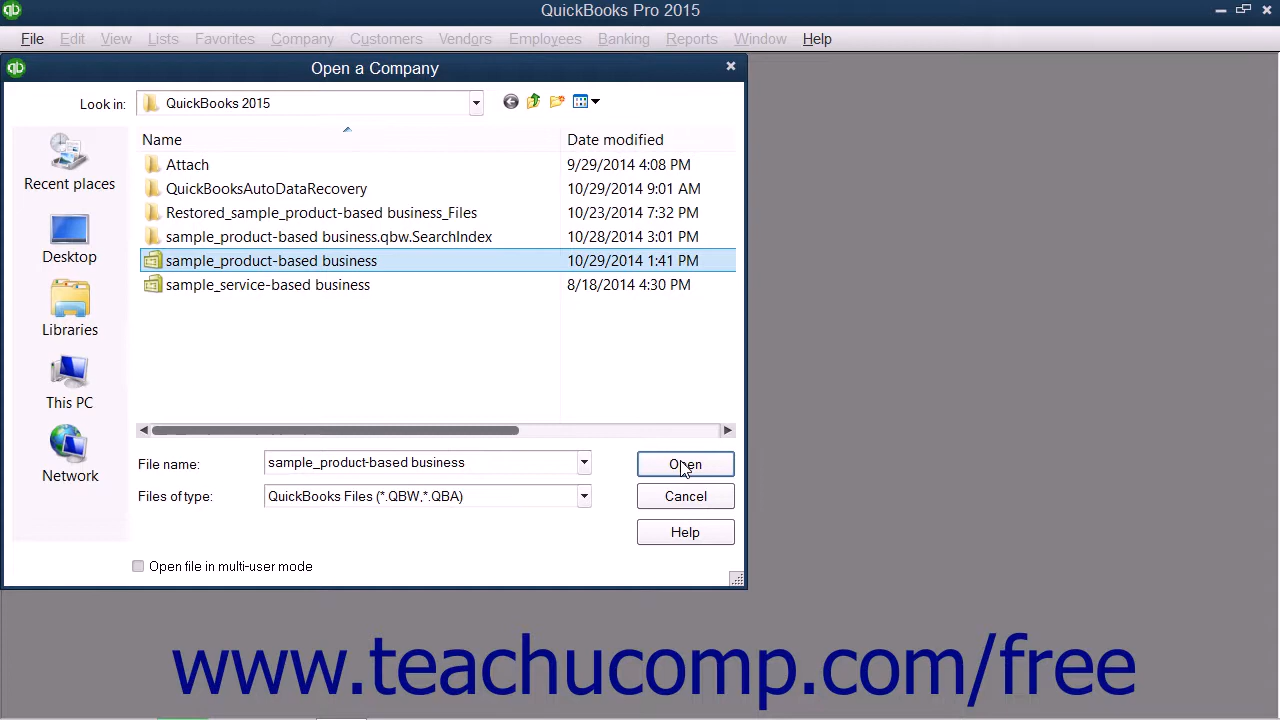 QuickBooks Pro 2015
File Edit View Lists Favorites Company Customers Vendors Employees Banking Reports Window Help
qb Open a Company
Look in: QuickBooks 2015
Name Date modified
Attach 9/29/2014 4:08 PM
QuickBooksAutoDataRecovery 10/29/2014 9:01 AM
Restored_sample_product-based business_Files 10/23/2014 7:32 PM
sample_product-based business.qbw.SearchIndex 10/28/2014 3:01 PM
sample_product-based business 10/29/2014 1:41 PM
sample_service-based business 8/18/2014 4:30 PM
Recent places
Desktop
Libraries
This PC
Network
File name: sample_product-based business Open
Files of type: QuickBooks Files (*.QBW,*.QBA) Cancel
Help
Open file in multi-user mode
www.teachucomp.com/free